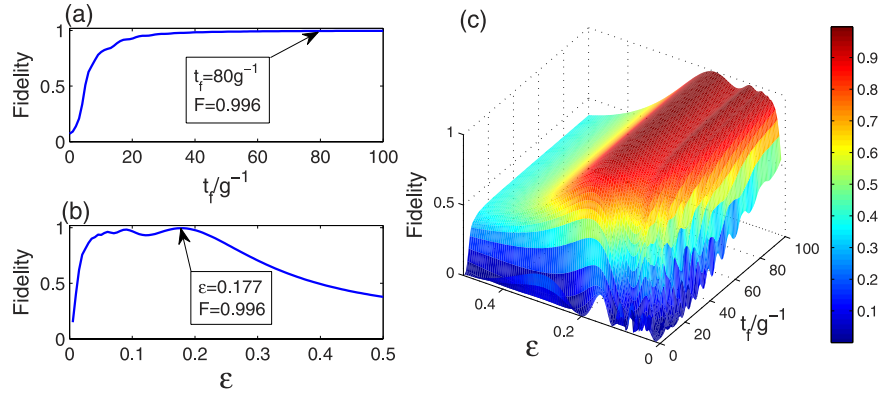 (a)
1
0.5
0
Fidelity
t_f=80g⁻¹
F=0.996
0 20 40 60 80 100
t_f/g⁻¹
(b)
1
0.5
0
Fidelity
ε=0.177
F=0.996
0 0.1 0.2 0.3 0.4 0.5
ε
(c)
1
0.5
0
Fidelity
0.4 0.2 0
ε
0 20 40 60 80 100
t_f/g⁻¹
0.9
0.8
0.7
0.6
0.5
0.4
0.3
0.2
0.1